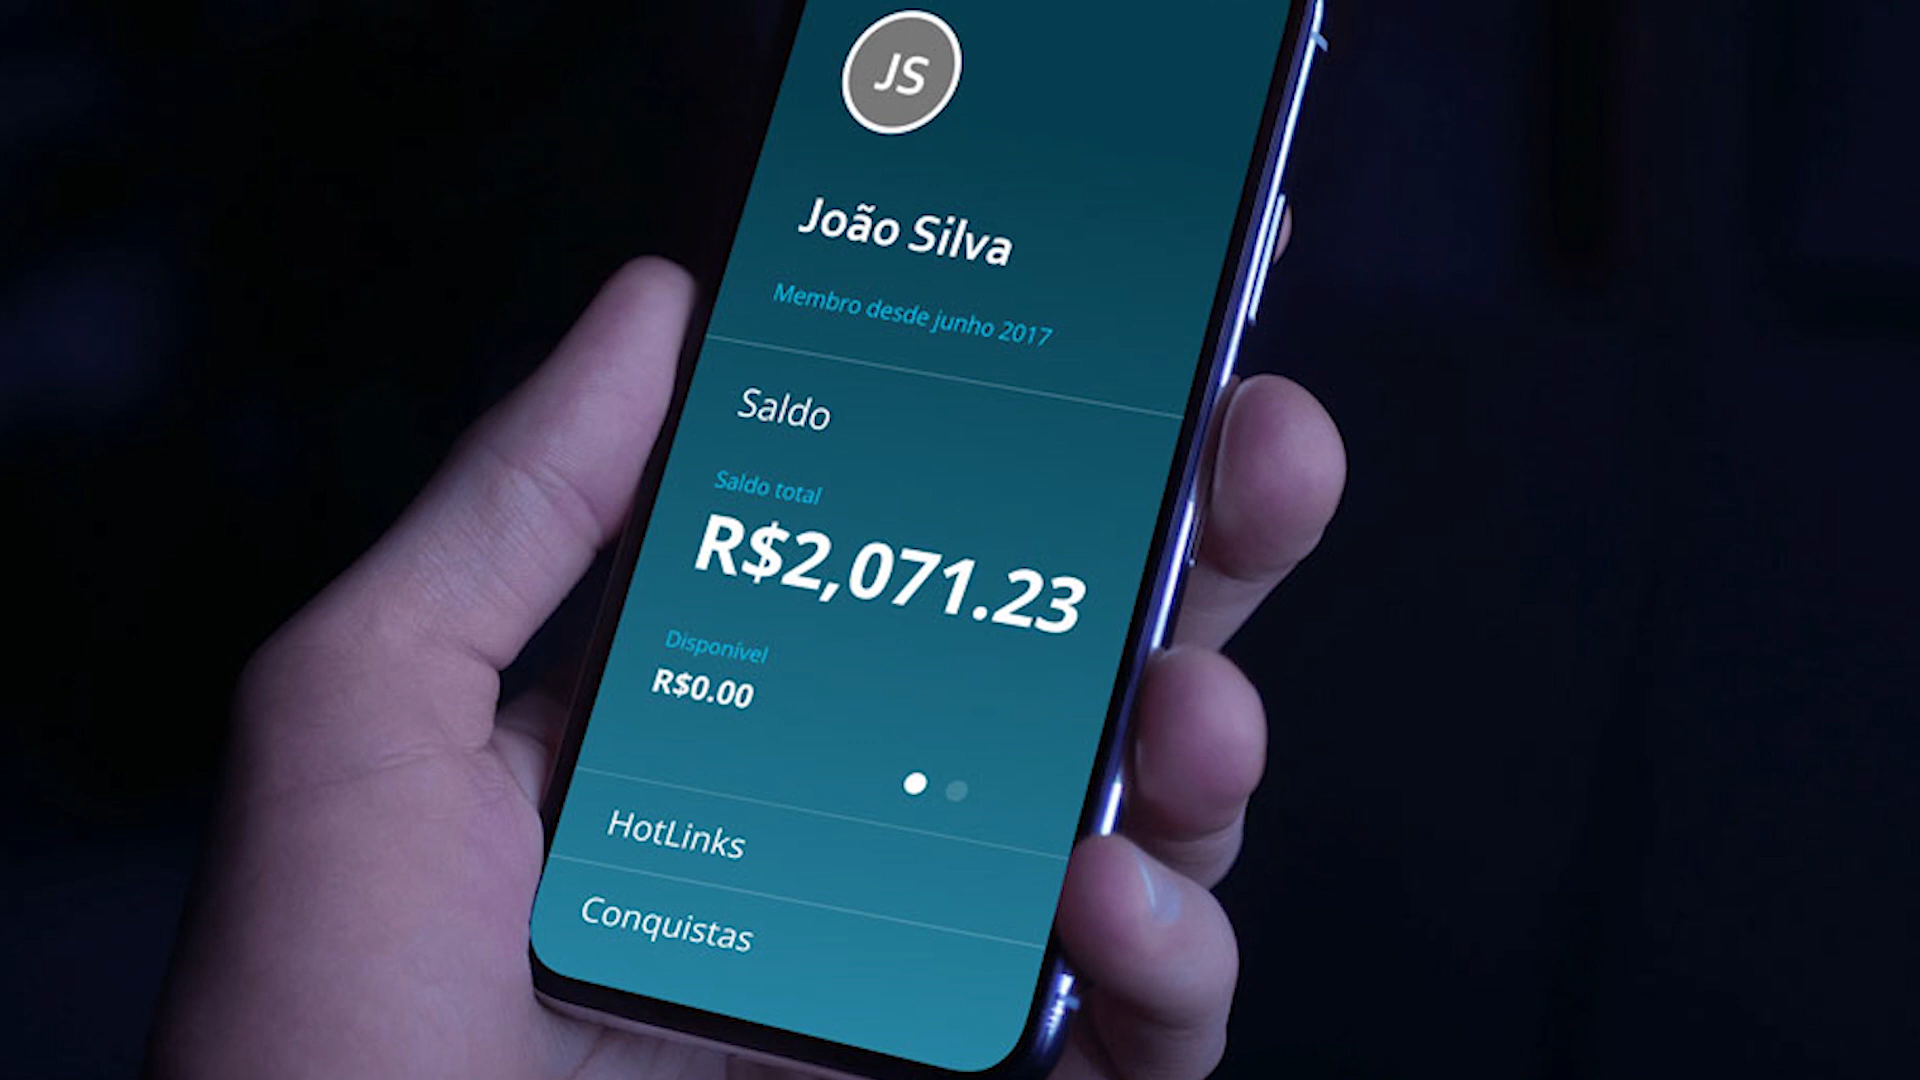 JS
João Silva
Membro desde junho 2017
Saldo
Saldo total
R$2,071.23
Disponível
R$0.00
HotLinks
Conquistas